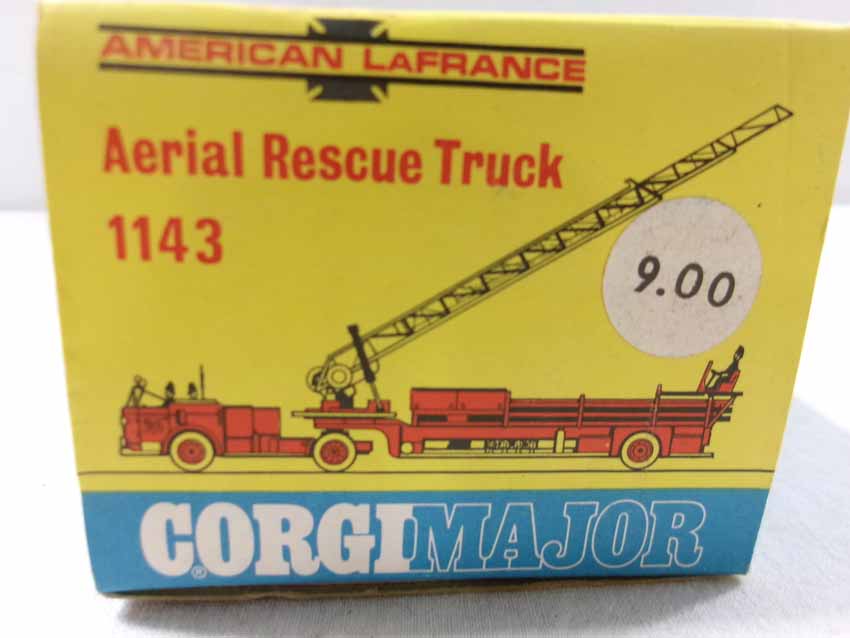 AMERICAN LAFRANCE
Aerial Rescue Truck
1143
9.00
CORGI MAJOR
®